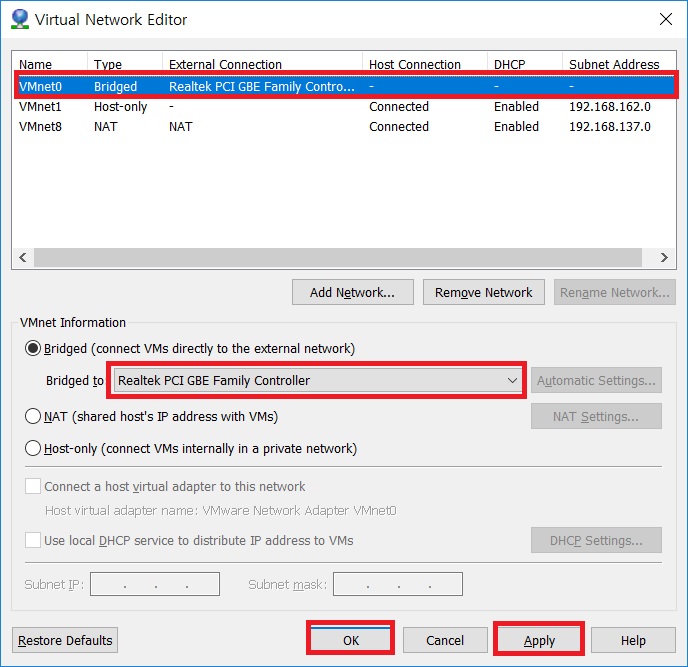 Virtual Network Editor
Name Type External Connection Host Connection DHCP Subnet Address
VMnet0 Bridged Realtek PCI GBE Family Contro... - - -
VMnet1 Host-only - Connected Enabled 192.168.162.0
VMnet8 NAT NAT Connected Enabled 192.168.137.0
Add Network... Remove Network Rename Network...
VMnet Information
Bridged (connect VMs directly to the external network)
Bridged to Realtek PCI GBE Family Controller Automatic Settings...
NAT (shared host's IP address with VMs) NAT Settings...
Host-only (connect VMs internally in a private network)
Connect a host virtual adapter to this network
Host virtual adapter name: VMware Network Adapter VMnet0
Use local DHCP service to distribute IP address to VMs DHCP Settings...
Subnet IP: . . . Subnet mask: . . .
Restore Defaults OK Cancel Apply Help